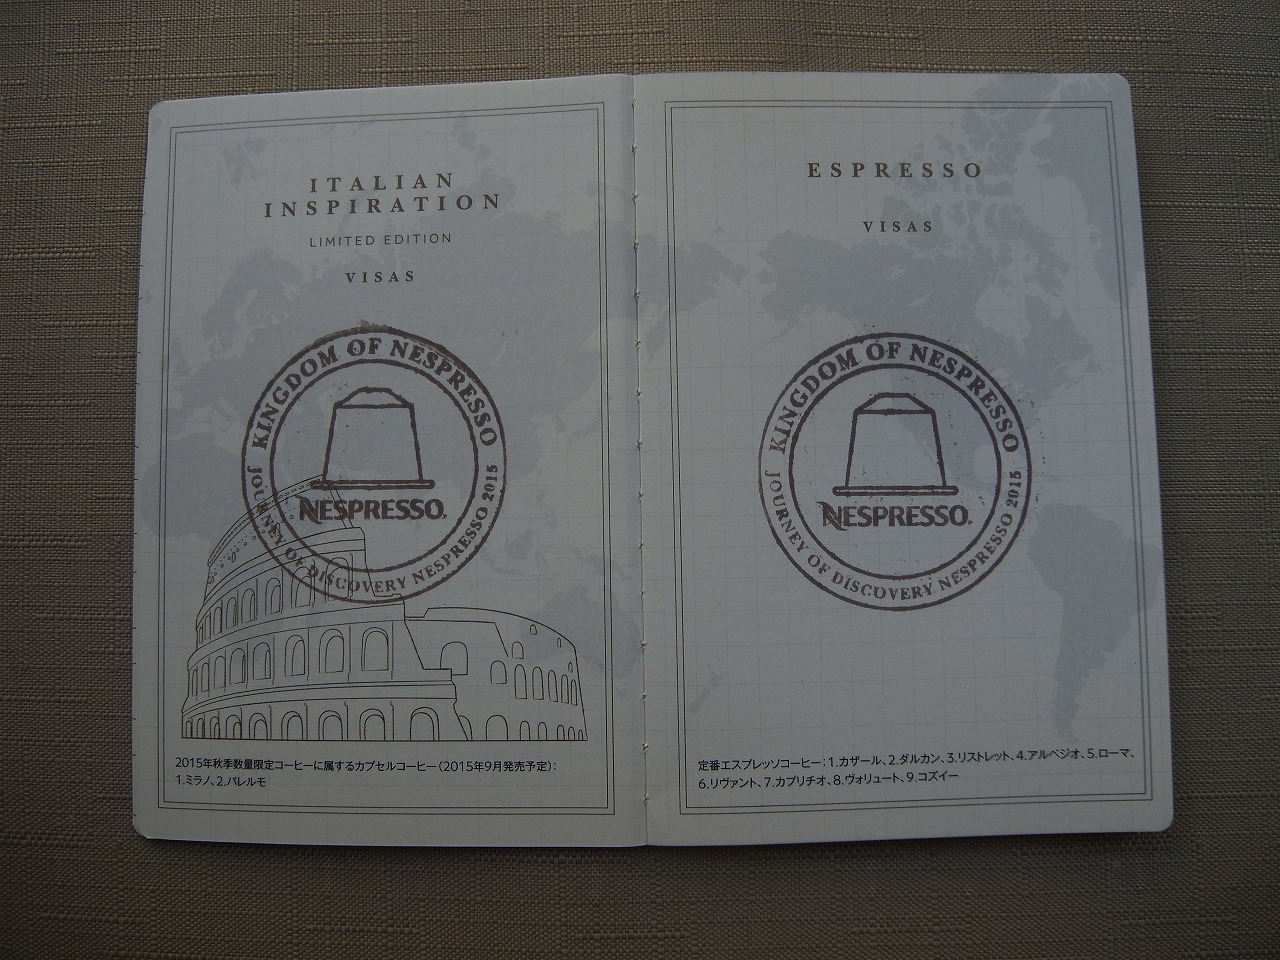 ITALIAN
INSPIRATION
LIMITED EDITION
VISAS
KINGDOM OF NESPRESSO
NESPRESSO.
JOURNEY OF DISCOVERY NESPRESSO 2015
2015年秋季数量限定コーヒーに属するカプセルコーヒー(2015年9月発売予定):
1.ミラノ、2.パレルモ
ESPRESSO
VISAS
KINGDOM OF NESPRESSO
NESPRESSO.
JOURNEY OF DISCOVERY NESPRESSO 2015
定番エスプレッソコーヒー:1.カザール、2.ダルカン、3.リストレット、4.アルペジオ、5.ローマ、
6.リヴァント、7.カプリチオ、8.ヴォリュート、9.コズイー